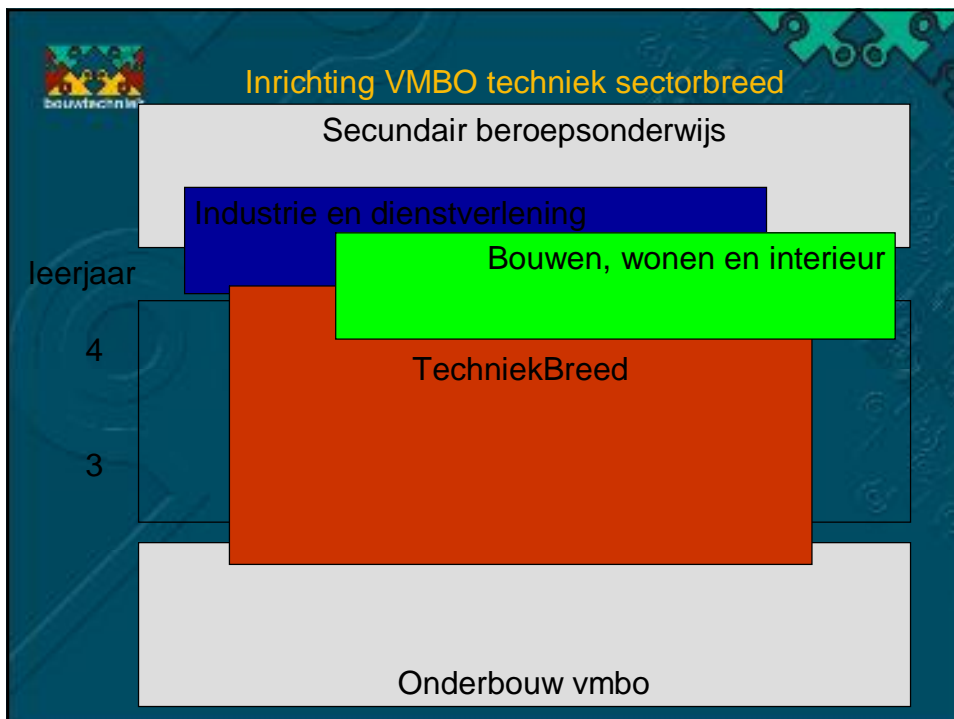 bouwtechniek
Inrichting VMBO techniek sectorbreed
Secundair beroepsonderwijs
Industrie en dienstverlening
Bouwen, wonen en interieur
leerjaar
4
TechniekBreed
3
Onderbouw vmbo